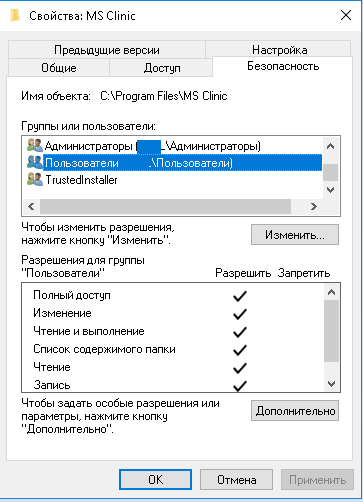 Свойства: MS Clinic
Предыдущие версии
Настройка
Общие
Доступ
Безопасность
Имя объекта: C:\Program Files\MS Clinic
Группы или пользователи:
Администраторы ( .\Администраторы)
Пользователи .\Пользователи)
TrustedInstaller
Чтобы изменить разрешения,
нажмите кнопку "Изменить".
Изменить...
Разрешения для группы
"Пользователи"
Разрешить
Запретить
Полный доступ
Изменение
Чтение и выполнение
Список содержимого папки
Чтение
Запись
Чтобы задать особые разрешения или
параметры, нажмите кнопку
"Дополнительно".
Дополнительно
OK
Отмена
Применить